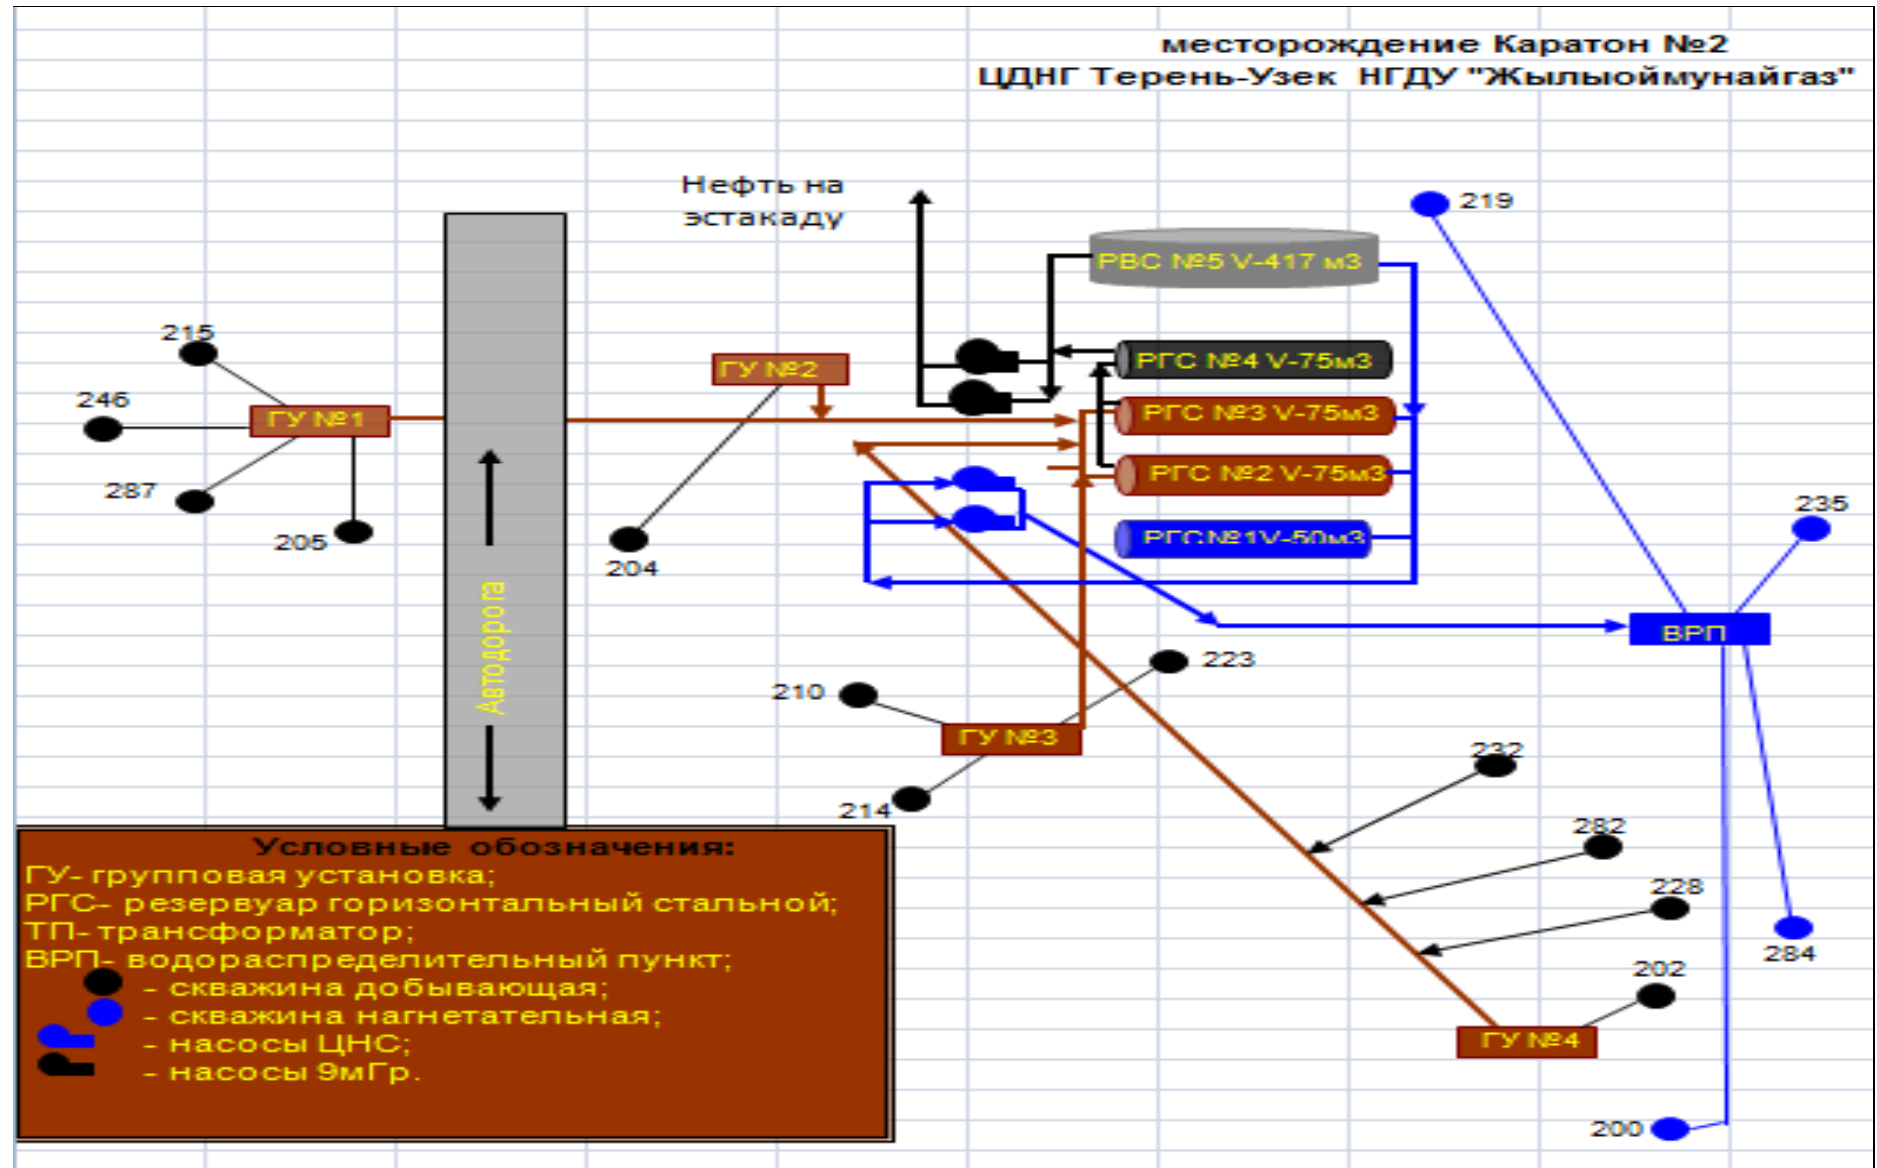 месторождение Каратон №2
ЦДНГ Терень-Узек НГДУ "Жылыоймунайгаз"
Нефть на
эстакаду
219
РВС №5 V-417 м3
215
ГУ №2
РГС №4 V-75м3
246
ГУ №1
РГС №3 V-75м3
287
РГС №2 V-75м3
235
205
204
РГС№1V-50м3
Автодорога
ВРП
223
210
ГУ №3
232
214
282
228
284
202
ГУ №4
200
Условные обозначения:
ГУ- групповая установка;
РГС- резервуар горизонтальный стальной;
ТП- трансформатор;
ВРП- водораспределительный пункт;
- скважина добывающая;
- скважина нагнетательная;
- насосы ЦНС;
- насосы 9мГр.